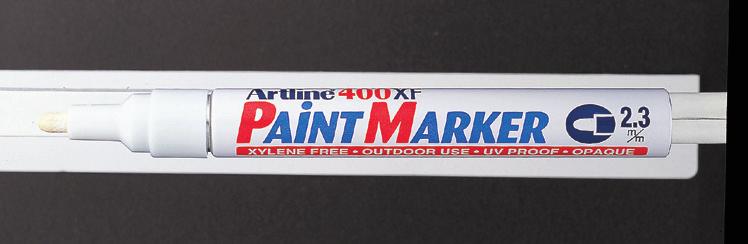 Artline 400XF
PAINT MARKER
2.3
m/m
XYLENE FREE • OUTDOOR USE • UV PROOF • OPAQUE